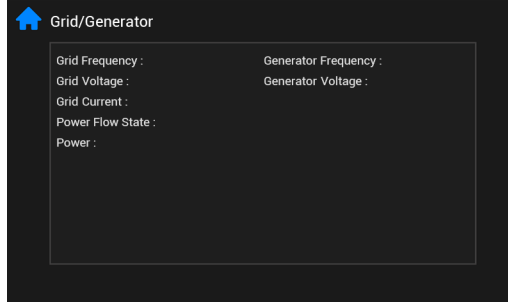 Grid/Generator
Grid Frequency :
Grid Voltage :
Grid Current :
Power Flow State :
Power :
Generator Frequency :
Generator Voltage :